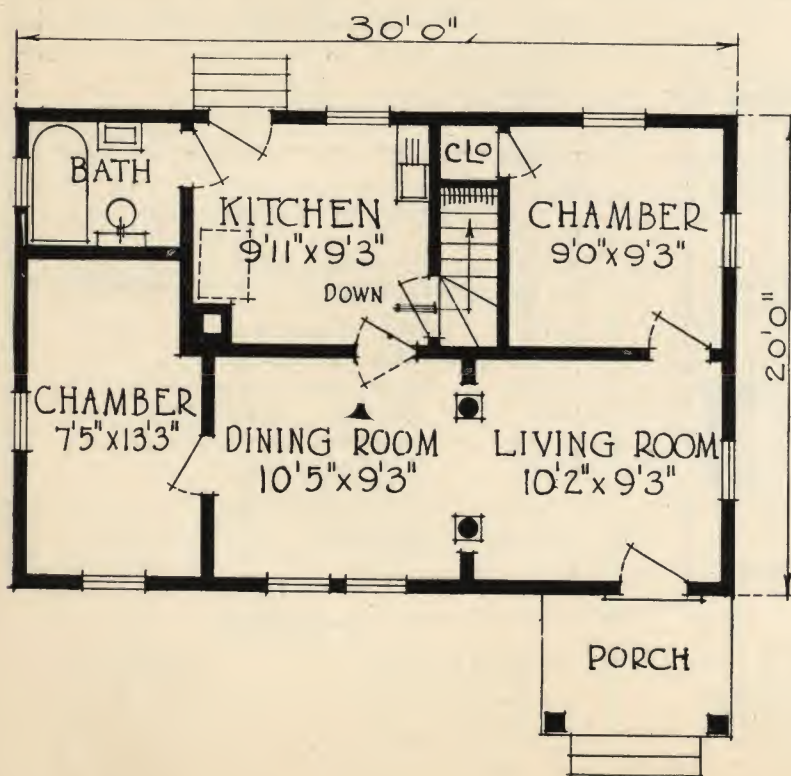 30'0"
BATH
KITCHEN
9'11"x9'3"
DOWN
CLO
CHAMBER
9'0"x9'3"
20'0"
CHAMBER
7'5"x13'3"
DINING ROOM
10'5"x9'3"
LIVING ROOM
10'2"x9'3"
PORCH